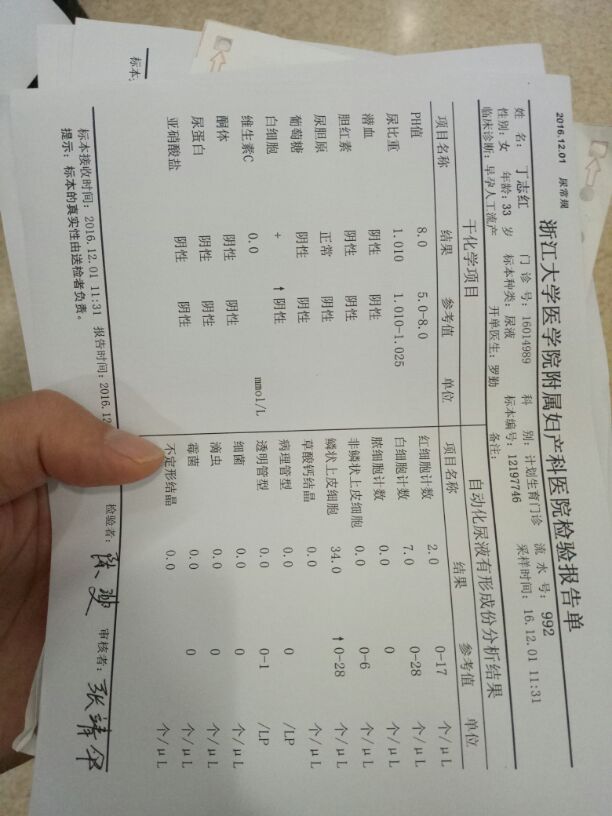 2016.12.01 尿常规
浙江大学医学院附属妇产科医院检验报告单
姓 名: 丁志红 门 诊 号: 16014989 科 别: 计划生育门诊 流 水 号: 992
性别: 女 年龄: 33 岁 标本种类: 尿液 标本编号: 12197746 采样时间: 16.12.01 11:31
临床诊断: 早孕人工流产 开单医生: 罗勤 备注:
干化学项目 自动化尿液有形成份分析结果
项目名称 结果 参考值 单位 项目名称 结果 参考值 单位
PH值 8.0 5.0-8.0 红细胞计数 2.0 0-17 个/μL
尿比重 1.010 1.010-1.025 白细胞计数 7.0 0-28 个/μL
潜血 阴性 阴性 脓细胞计数 0.0 0 个/μL
胆红素 阴性 阴性 非鳞状上皮细胞 0.0 0-6 个/μL
尿胆原 正常 阴性 鳞状上皮细胞 34.0 ↑ 0-28 个/μL
葡萄糖 阴性 阴性 草酸钙结晶 0.0 个/μL
白细胞 + ↑ 阴性 病理管型 0.0 0 /LP
维生素C 0.0 mmol/L 透明管型 0.0 0-1 /LP
酮体 阴性 阴性 细菌 0.0 0 个/μL
尿蛋白 阴性 阴性 滴虫 0.0 0 个/μL
亚硝酸盐 阴性 阴性 霉菌 0.0 0 个/μL
不定形结晶 0.0 个/μL
标本接收时间: 2016.12.01 11:31 报告时间: 2016.12 检验者: 审核者:
提示: 标本的真实性由送检者负责。
标本